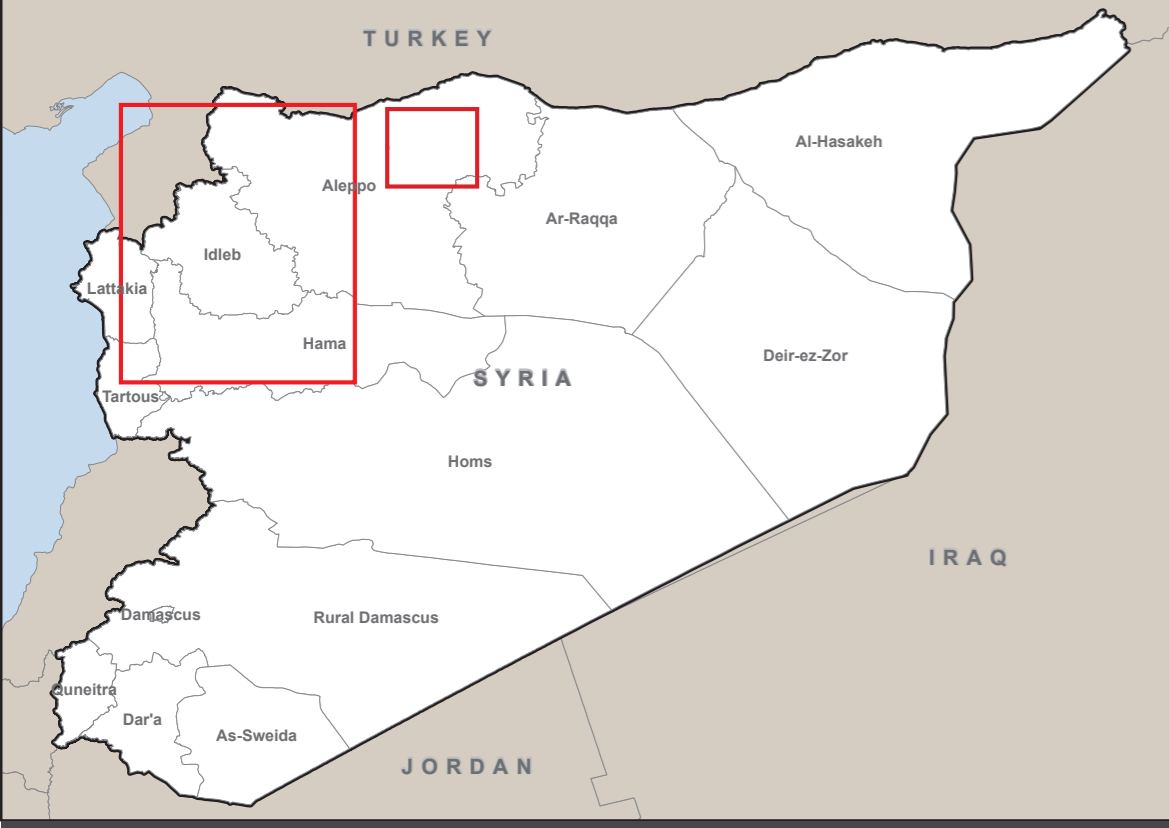 TURKEY
Al-Hasakeh
Aleppo
Ar-Raqqa
Idleb
Lattakia
Hama
Deir-ez-Zor
SYRIA
Tartous
Homs
IRAQ
Damascus
Rural Damascus
Quneitra
Dar'a
As-Sweida
JORDAN